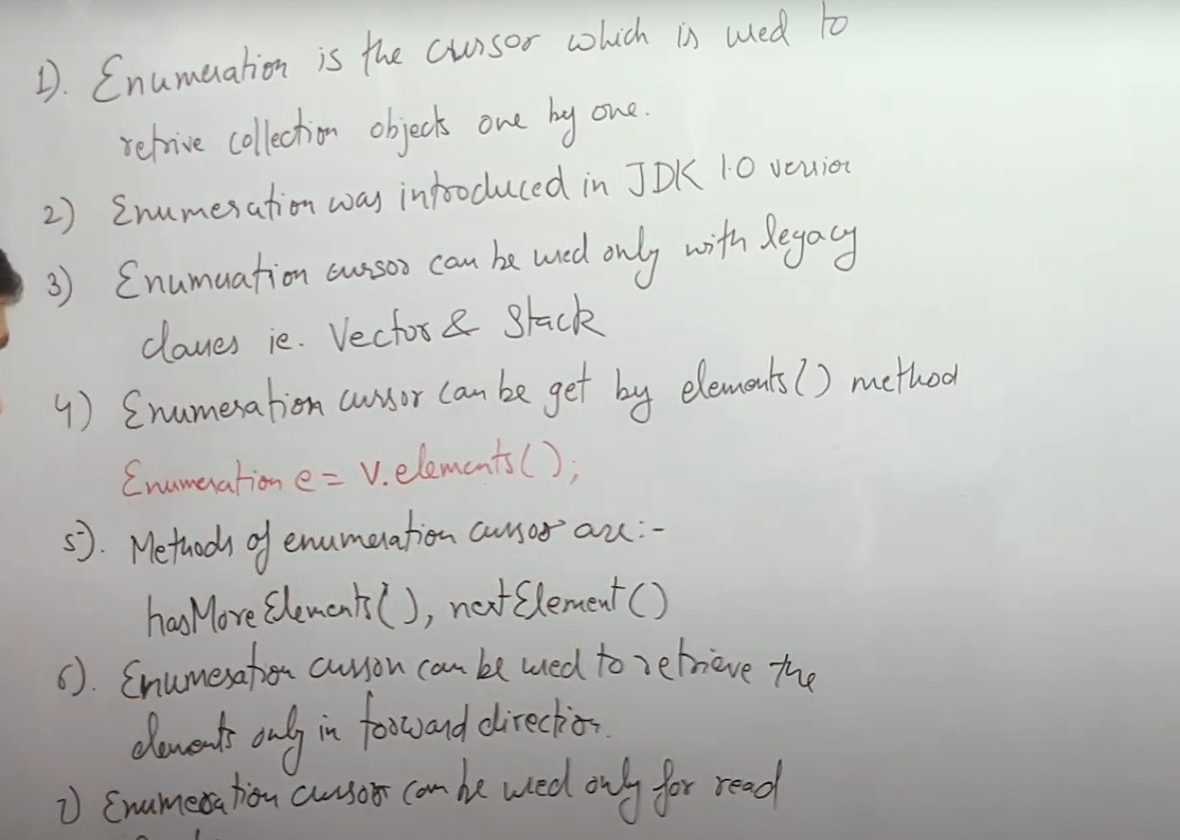 1). Enumeration is the cursor which is used to
retrive collection objects one by one.
2) Enumeration was introduced in JDK 1.0 version
3) Enumeration cursor can be used only with legacy
classes ie. Vector & Stack
4) Enumeration cursor can be get by elements() method
Enumeration e = v.elements();
5). Methods of enumeration cursor are:-
hasMoreElements(), nextElement()
6). Enumeration cursor can be used to retrieve the
elements only in forward direction.
7) Enumeration cursor can be used only for read